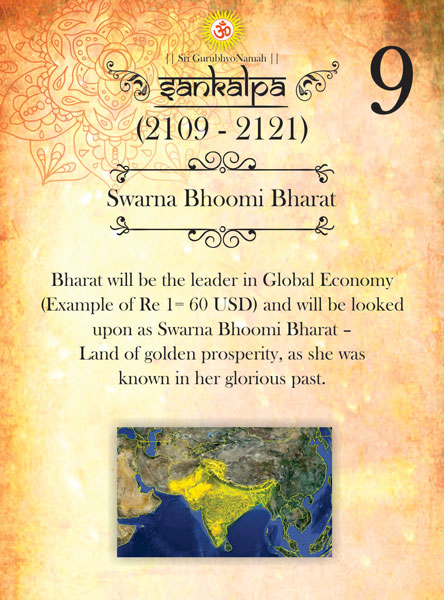 ॐ
|| Sri GurubhyoNamah ||
9
Sankalpa
(2109 - 2121)
Swarna Bhoomi Bharat
Bharat will be the leader in Global Economy
(Example of Re 1= 60 USD) and will be looked
upon as Swarna Bhoomi Bharat –
Land of golden prosperity, as she was
known in her glorious past.